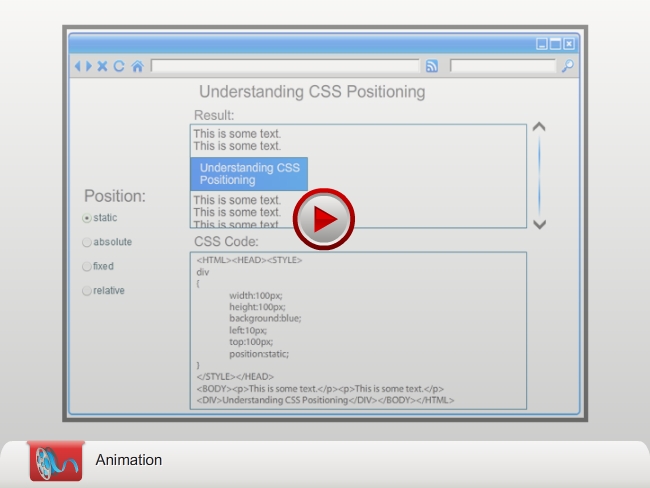 Understanding CSS Positioning
Result:
This is some text.
This is some text.
Understanding CSS
Positioning
This is some text.
This is some text.
This is some text.
Position:
static
absolute
fixed
relative
CSS Code:
<HTML><HEAD><STYLE>
div
{
width:100px;
height:100px;
background:blue;
left:10px;
top:100px;
position:static;
}
</STYLE></HEAD>
<BODY><p>This is some text.</p><p>This is some text.</p>
<DIV>Understanding CSS Positioning</DIV></BODY></HTML>
Animation